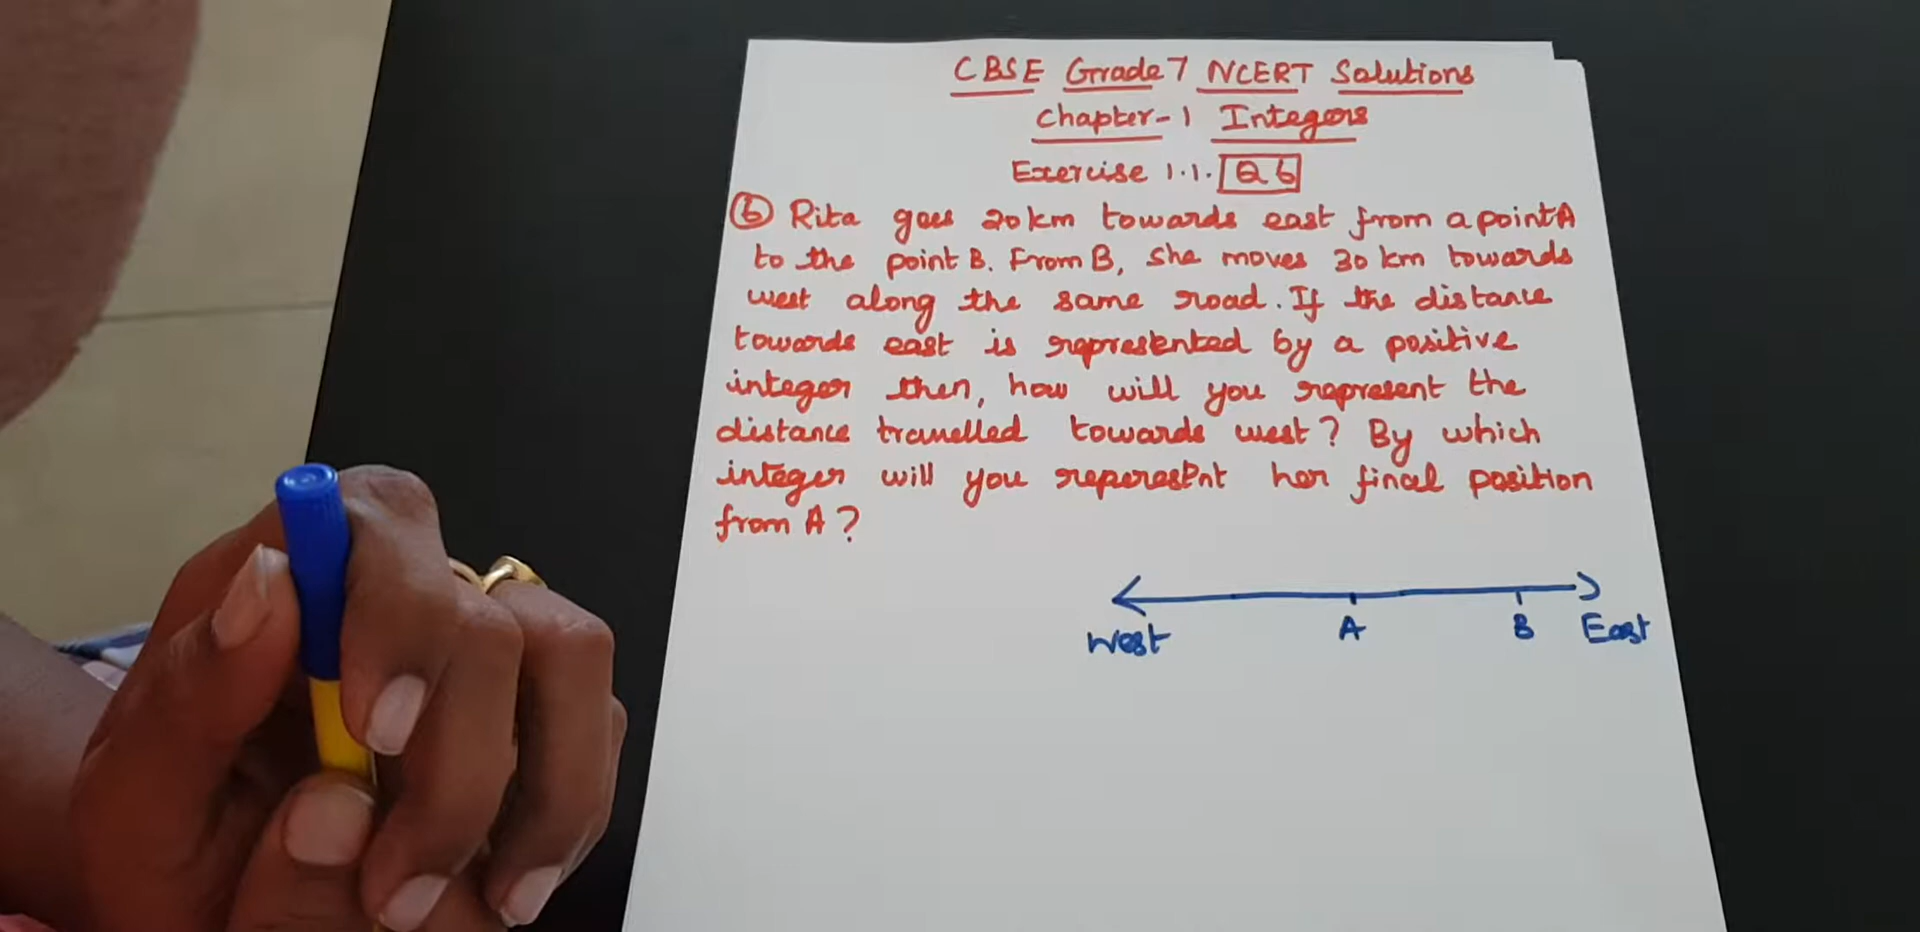 CBSE Grade 7 NCERT Solutions
Chapter-1 Integers
Exercise 1.1. Q6
6 Rita goes 20 km towards east from a point A
to the point B. From B, she moves 30 km towards
west along the same road. If the distance
towards east is represented by a positive
integer then, how will you represent the
distance travelled towards west? By which
integer will you reperesent her final position
from A?
West A B East